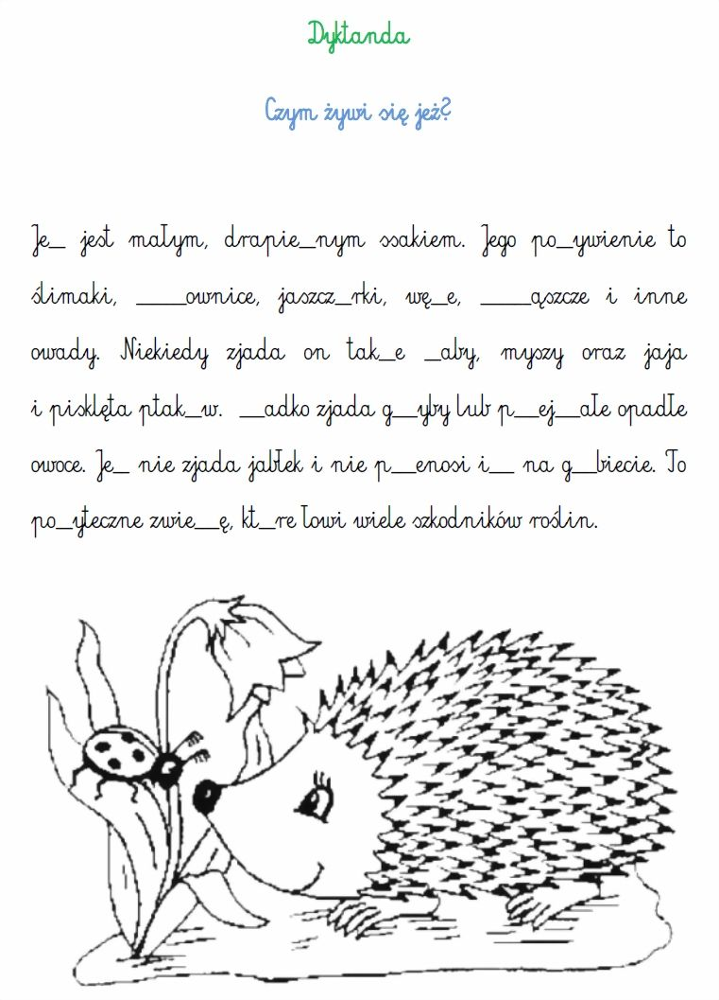 Dyktanda
Czym żywi się jeż?
Je_ jest małym, drapie_nym ssakiem. Jego po_ywienie to
ślimaki, ____ownice, jaszcz_rki, wę_e, ____ąszcze i inne
owady. Niekiedy zjada on tak_e _aby, myszy oraz jaja
i pisklęta ptak_w. __adko zjada g__yby lub p__ej__ałe opadłe
owoce. Je_ nie zjada jabłek i nie p__enosi i__ na g__biecie. To
po_yteczne zwie__ę, kt_re łowi wiele szkodników roślin.